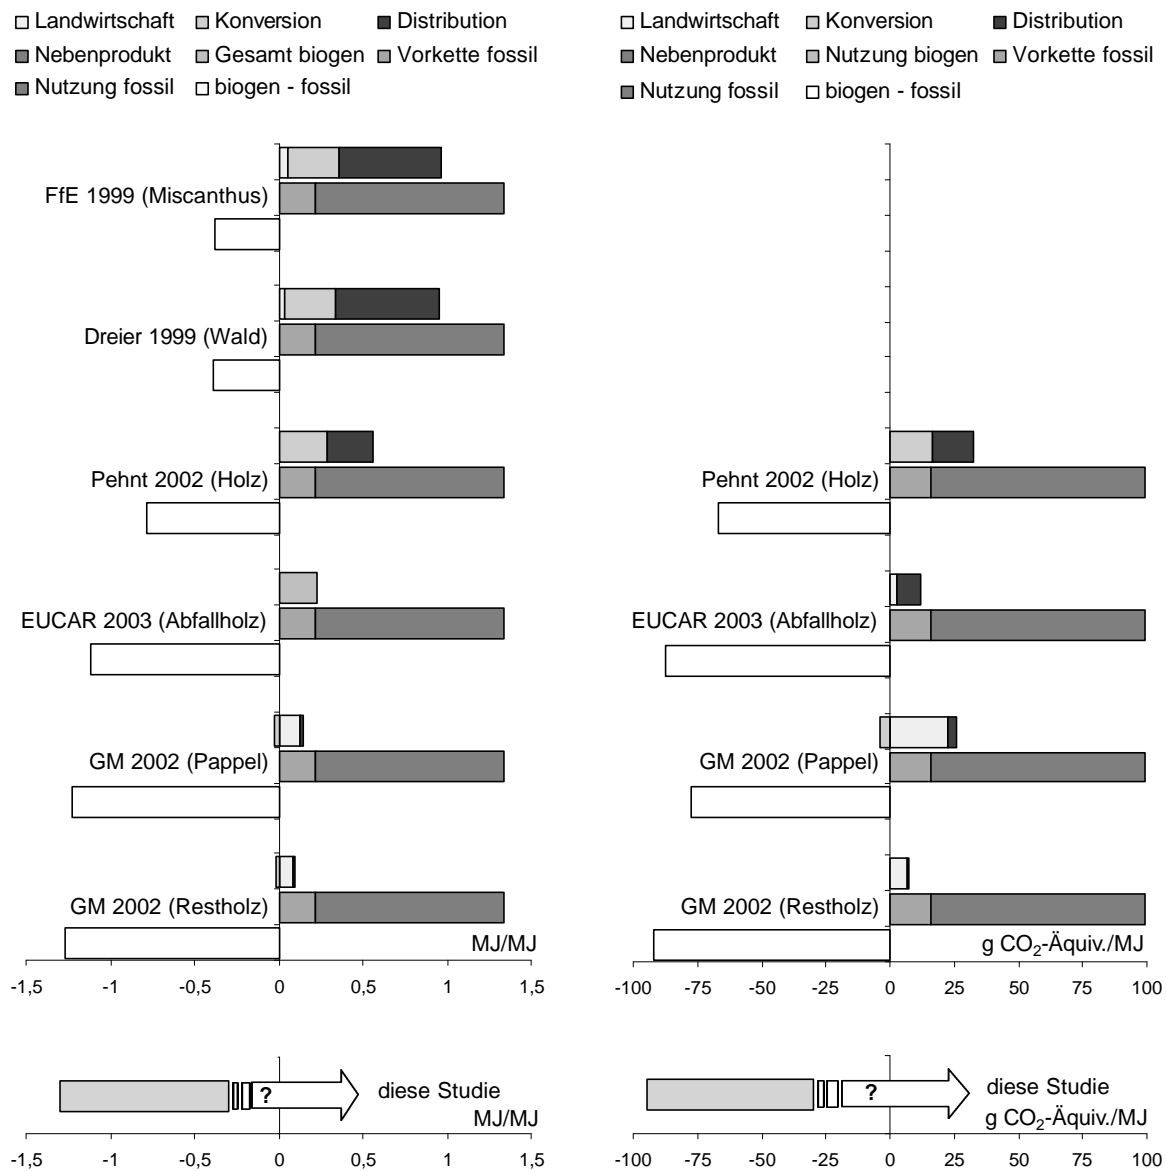 Landwirtschaft Konversion Distribution
Nebenprodukt Gesamt biogen Vorkette fossil
Nutzung fossil biogen - fossil
FfE 1999 (Miscanthus)
Dreier 1999 (Wald)
Pehnt 2002 (Holz)
EUCAR 2003 (Abfallholz)
GM 2002 (Pappel)
GM 2002 (Restholz)
MJ/MJ
-1,5 -1 -0,5 0 0,5 1 1,5
? diese Studie
MJ/MJ
-1,5 -1 -0,5 0 0,5 1 1,5
Landwirtschaft Konversion Distribution
Nebenprodukt Nutzung biogen Vorkette fossil
Nutzung fossil biogen - fossil
Pehnt 2002 (Holz)
EUCAR 2003 (Abfallholz)
GM 2002 (Pappel)
GM 2002 (Restholz)
g CO₂-Äquiv./MJ
-100 -75 -50 -25 0 25 50 75 100
? diese Studie
g CO₂-Äquiv./MJ
-100 -75 -50 -25 0 25 50 75 100